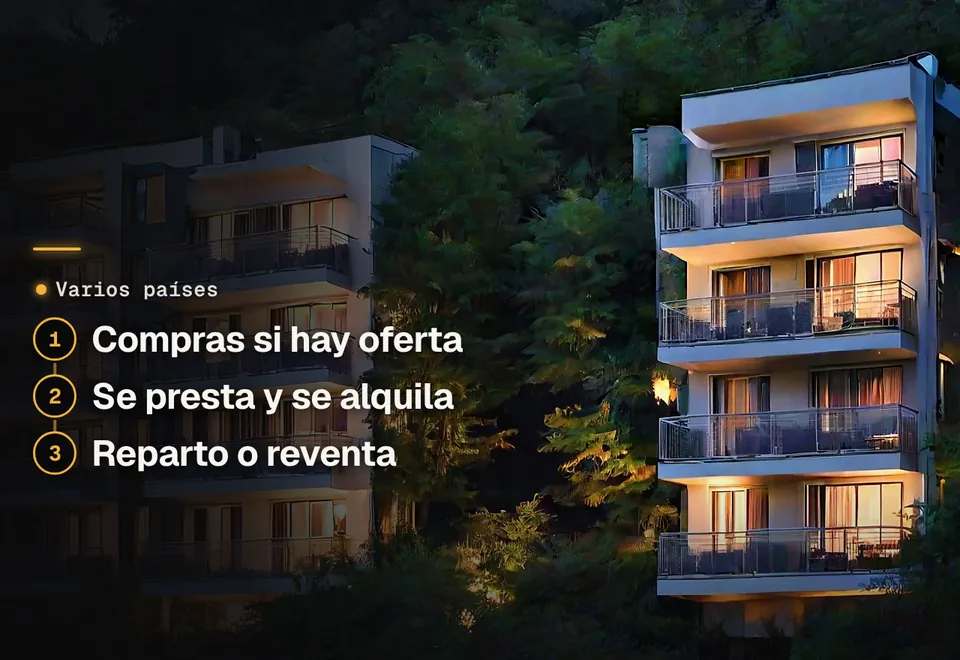 Varios países
1 Compras si hay oferta
2 Se presta y se alquila
3 Reparto o reventa